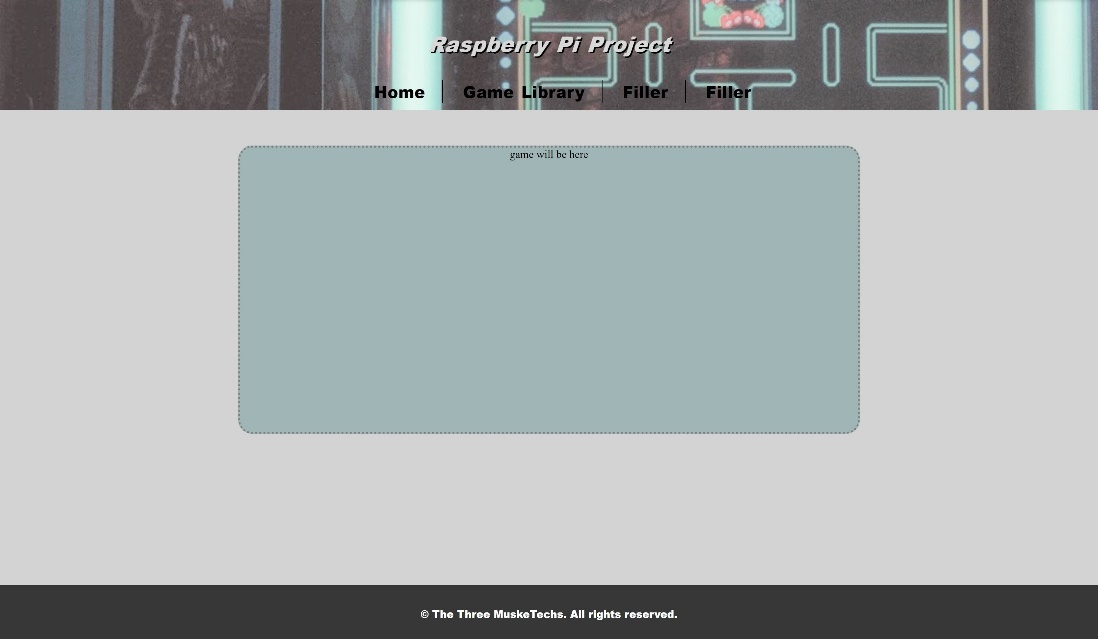 Raspberry Pi Project
Home Game Library Filler Filler
game will be here
© The Three MuskeTechs. All rights reserved.